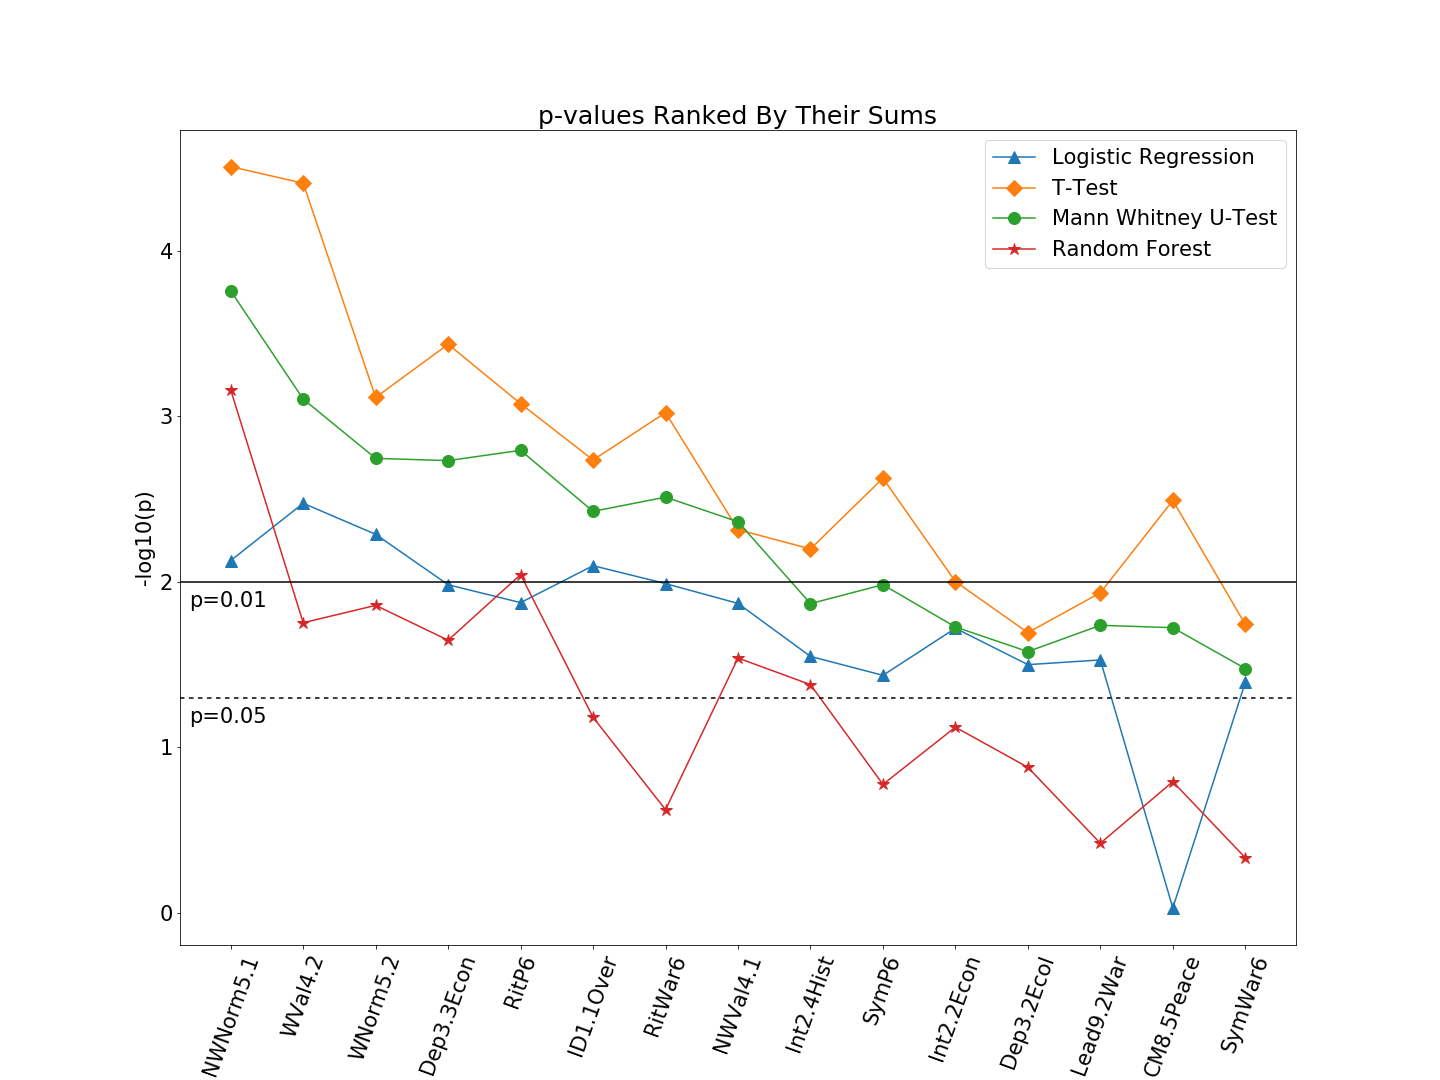 p-values Ranked By Their Sums
Logistic Regression
T-Test
Mann Whitney U-Test
Random Forest
-log10(p)
4
3
2
1
0
p=0.01
p=0.05
NWNorm5.1
WVal4.2
WNorm5.2
Dep3.3Econ
RitP6
ID1.1Over
RitWar6
NWVal4.1
Int2.4Hist
SymP6
Int2.2Econ
Dep3.2Ecol
Lead9.2War
CM8.5Peace
SymWar6